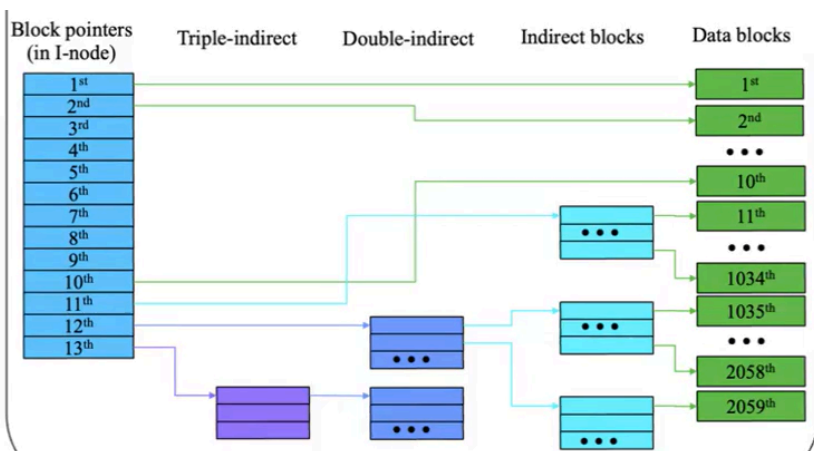 Block pointers
(in I-node)
Triple-indirect
Double-indirect
Indirect blocks
Data blocks
1st
2nd
3rd
4th
5th
6th
7th
8th
9th
10th
11th
12th
13th
1st
2nd
•••
10th
11th
•••
1034th
1035th
•••
2058th
2059th
•••
•••
•••
•••
•••